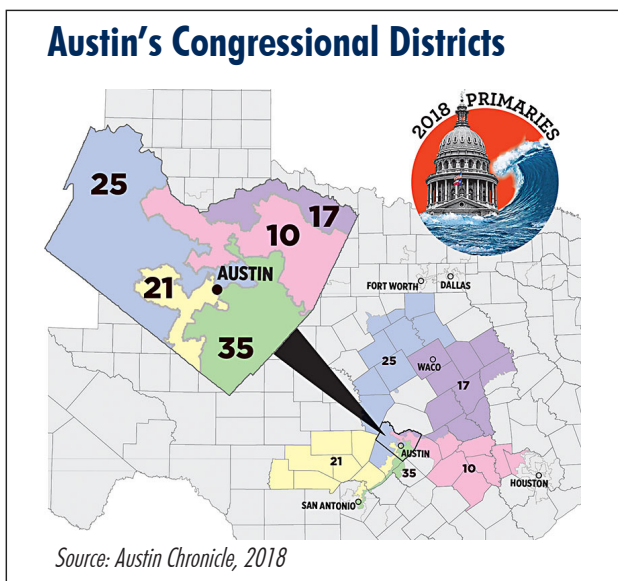 Austin's Congressional Districts
2018 PRIMARIES
25
17
10
21
AUSTIN
35
FORT WORTH
DALLAS
25
WACO
17
AUSTIN
21
35
10
HOUSTON
SAN ANTONIO
Source: Austin Chronicle, 2018